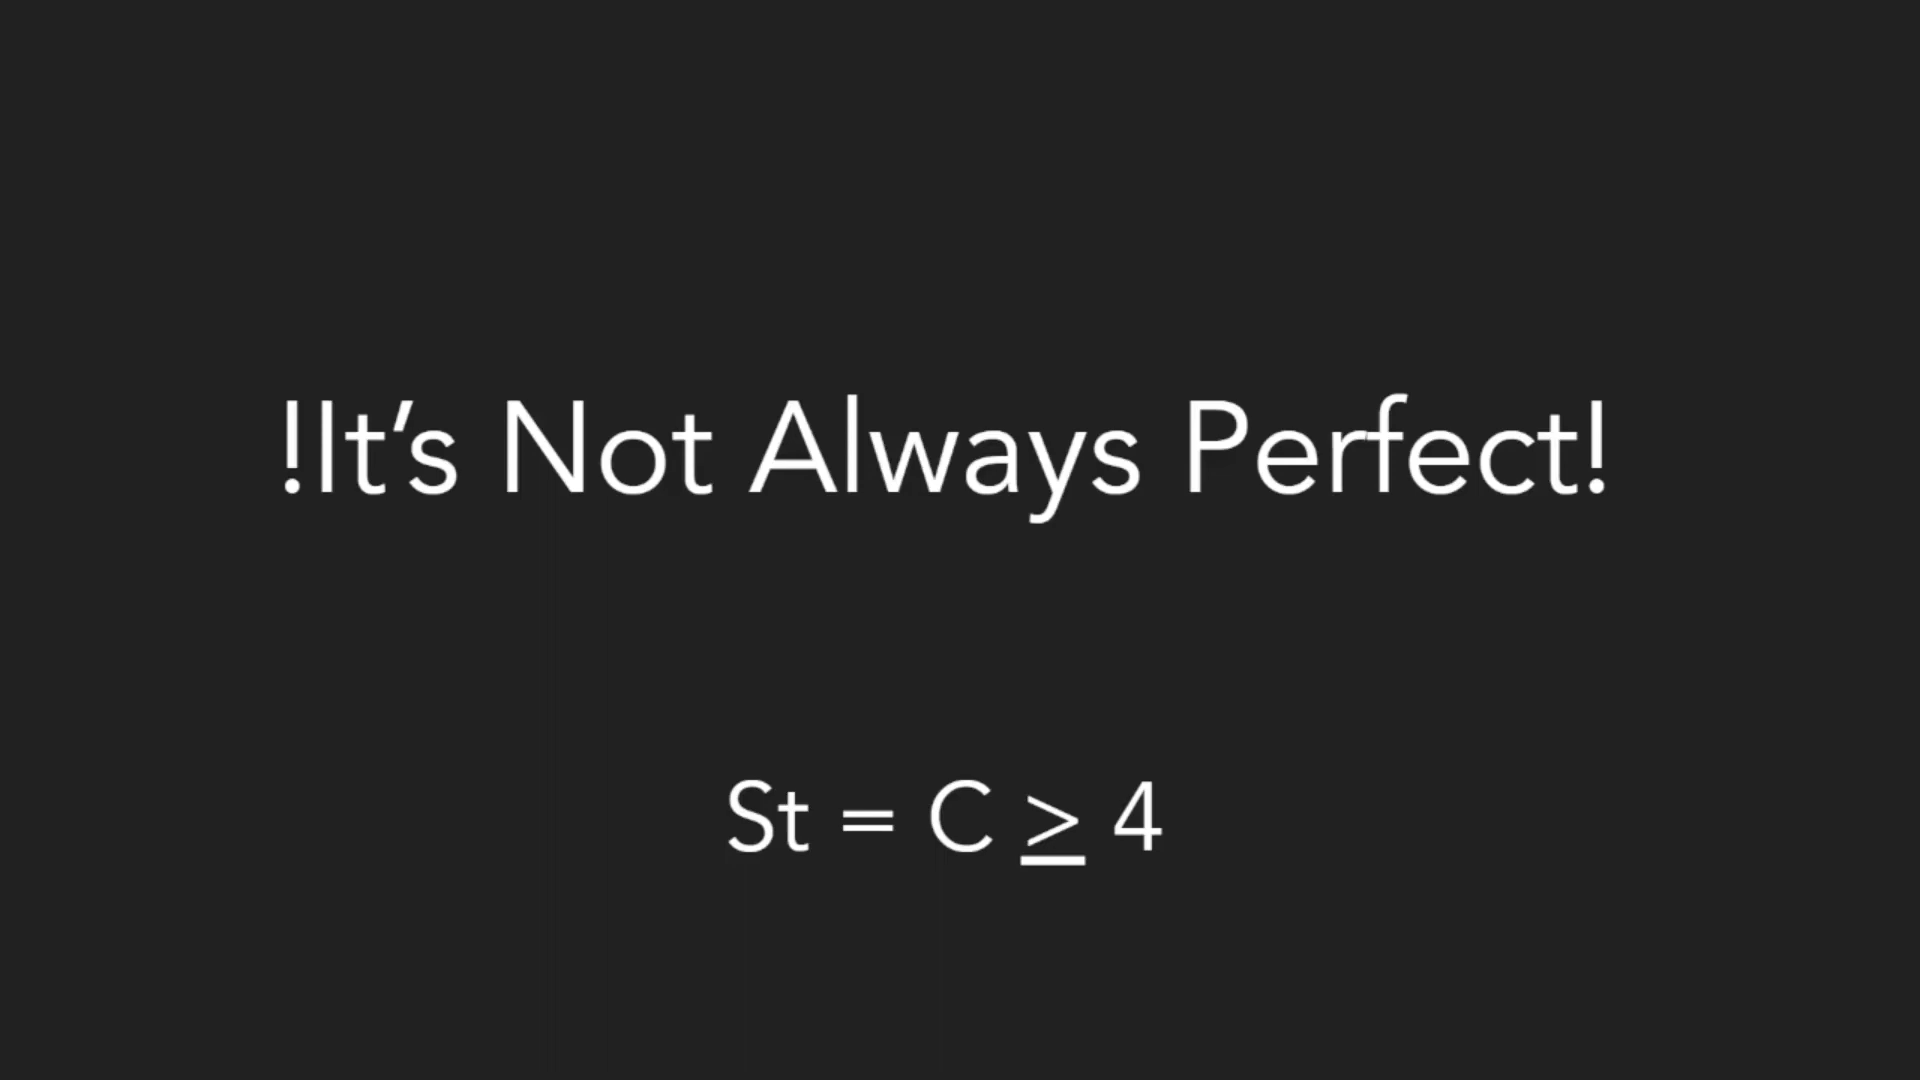 !It’s Not Always Perfect!
St = C ≥ 4